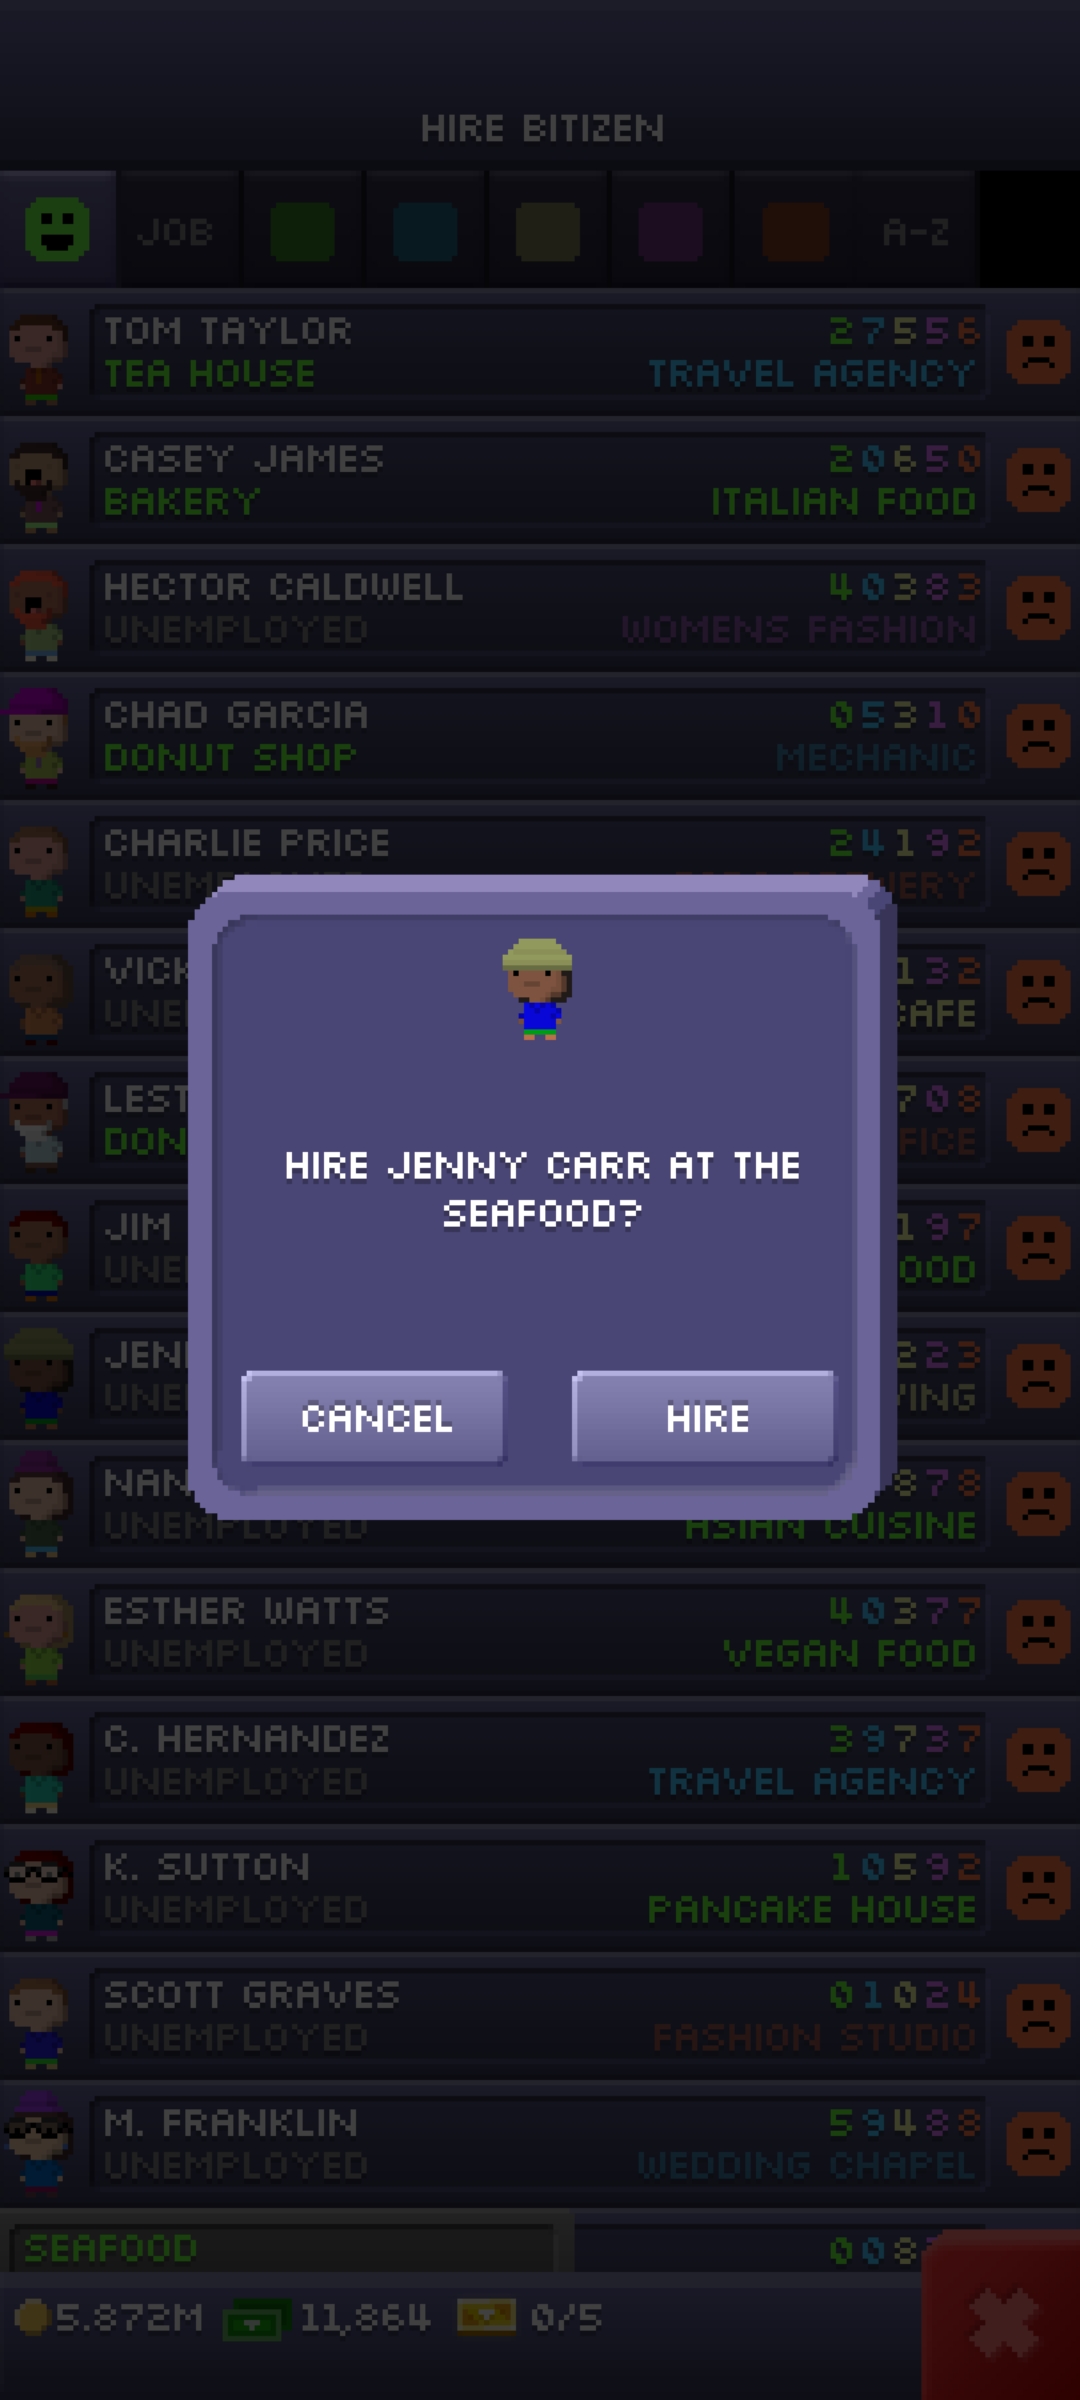 HIRE BITIZEN
JOB A-Z
TOM TAYLOR 27556
TEA HOUSE TRAVEL AGENCY
CASEY JAMES 20650
BAKERY ITALIAN FOOD
HECTOR CALDWELL 40383
UNEMPLOYED WOMENS FASHION
CHAD GARCIA 05310
DONUT SHOP MECHANIC
CHARLIE PRICE 24192
HIRE JENNY CARR AT THE
SEAFOOD?
CANCEL HIRE
UNEMPLOYED ASIAN CUISINE
ESTHER WATTS 40377
UNEMPLOYED VEGAN FOOD
C. HERNANDEZ 39737
UNEMPLOYED TRAVEL AGENCY
K. SUTTON 10592
UNEMPLOYED PANCAKE HOUSE
SCOTT GRAVES 01024
UNEMPLOYED FASHION STUDIO
M. FRANKLIN 59488
UNEMPLOYED WEDDING CHAPEL
SEAFOOD 008
5.872M 11,864 0/5